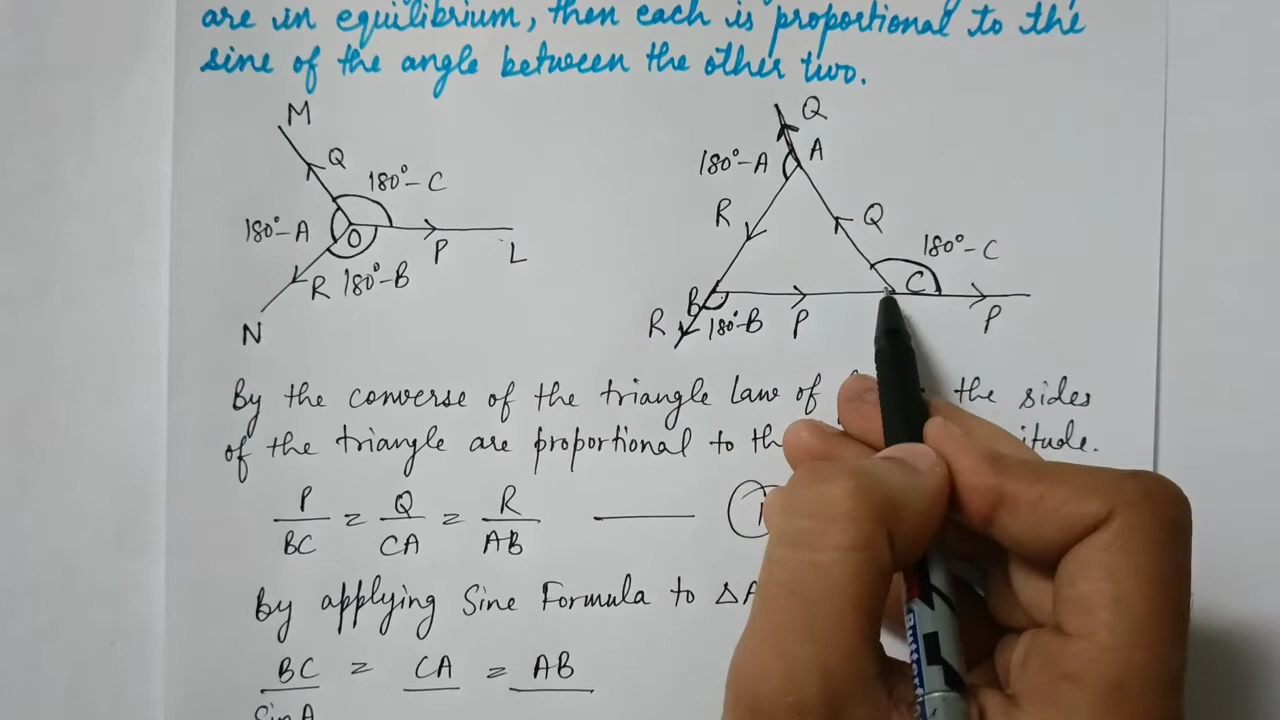 are in equilibrium, then each is proportional to the
sine of the angle between the other two.
M
Q
180°-C
180°-A
O
P
L
R 180°-B
N
Q
A
180°-A
R
Q
180°-C
C
B
R 180°-B P
P
By the converse of the triangle law of the sides
of the triangle are proportional to
P/BC = Q/CA = R/AB
By applying Sine Formula to Δ
BC = CA = AB
Sin A